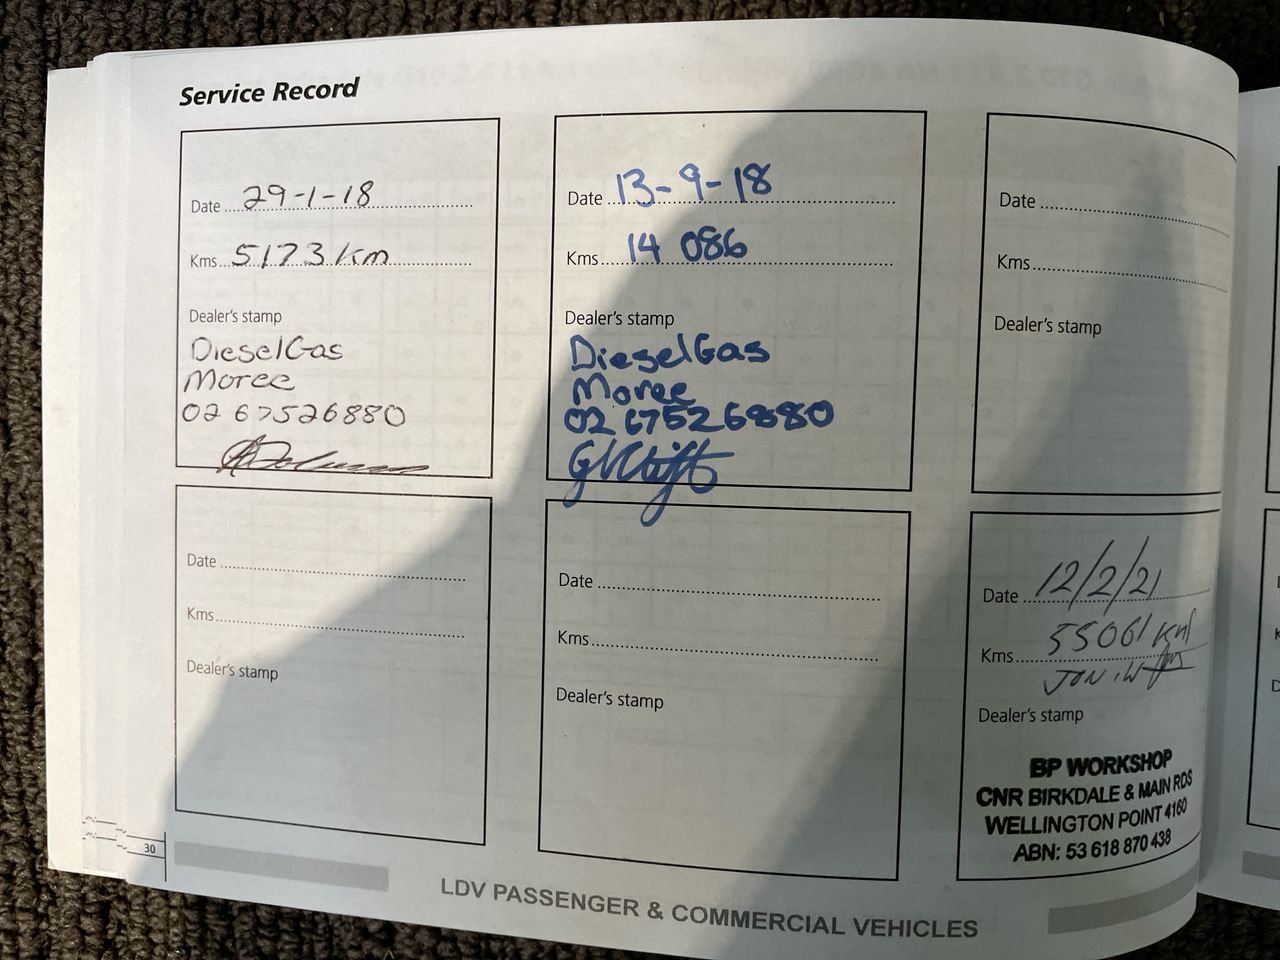 Service Record
Date 29-1-18
Kms 5173 km
Dealer's stamp
DieselGas
Moree
02 67526880
Date 13-9-18
Kms 14 086
Dealer's stamp
DieselGas
Moree
02 67526880
Date
Kms
Dealer's stamp
Date
Kms
Dealer's stamp
Date
Kms
Dealer's stamp
Date 12/2/21
Kms 55061 km
Dealer's stamp
BP WORKSHOP
CNR BIRKDALE & MAIN RDS
WELLINGTON POINT 4160
ABN: 53 618 870 438
30
LDV PASSENGER & COMMERCIAL VEHICLES